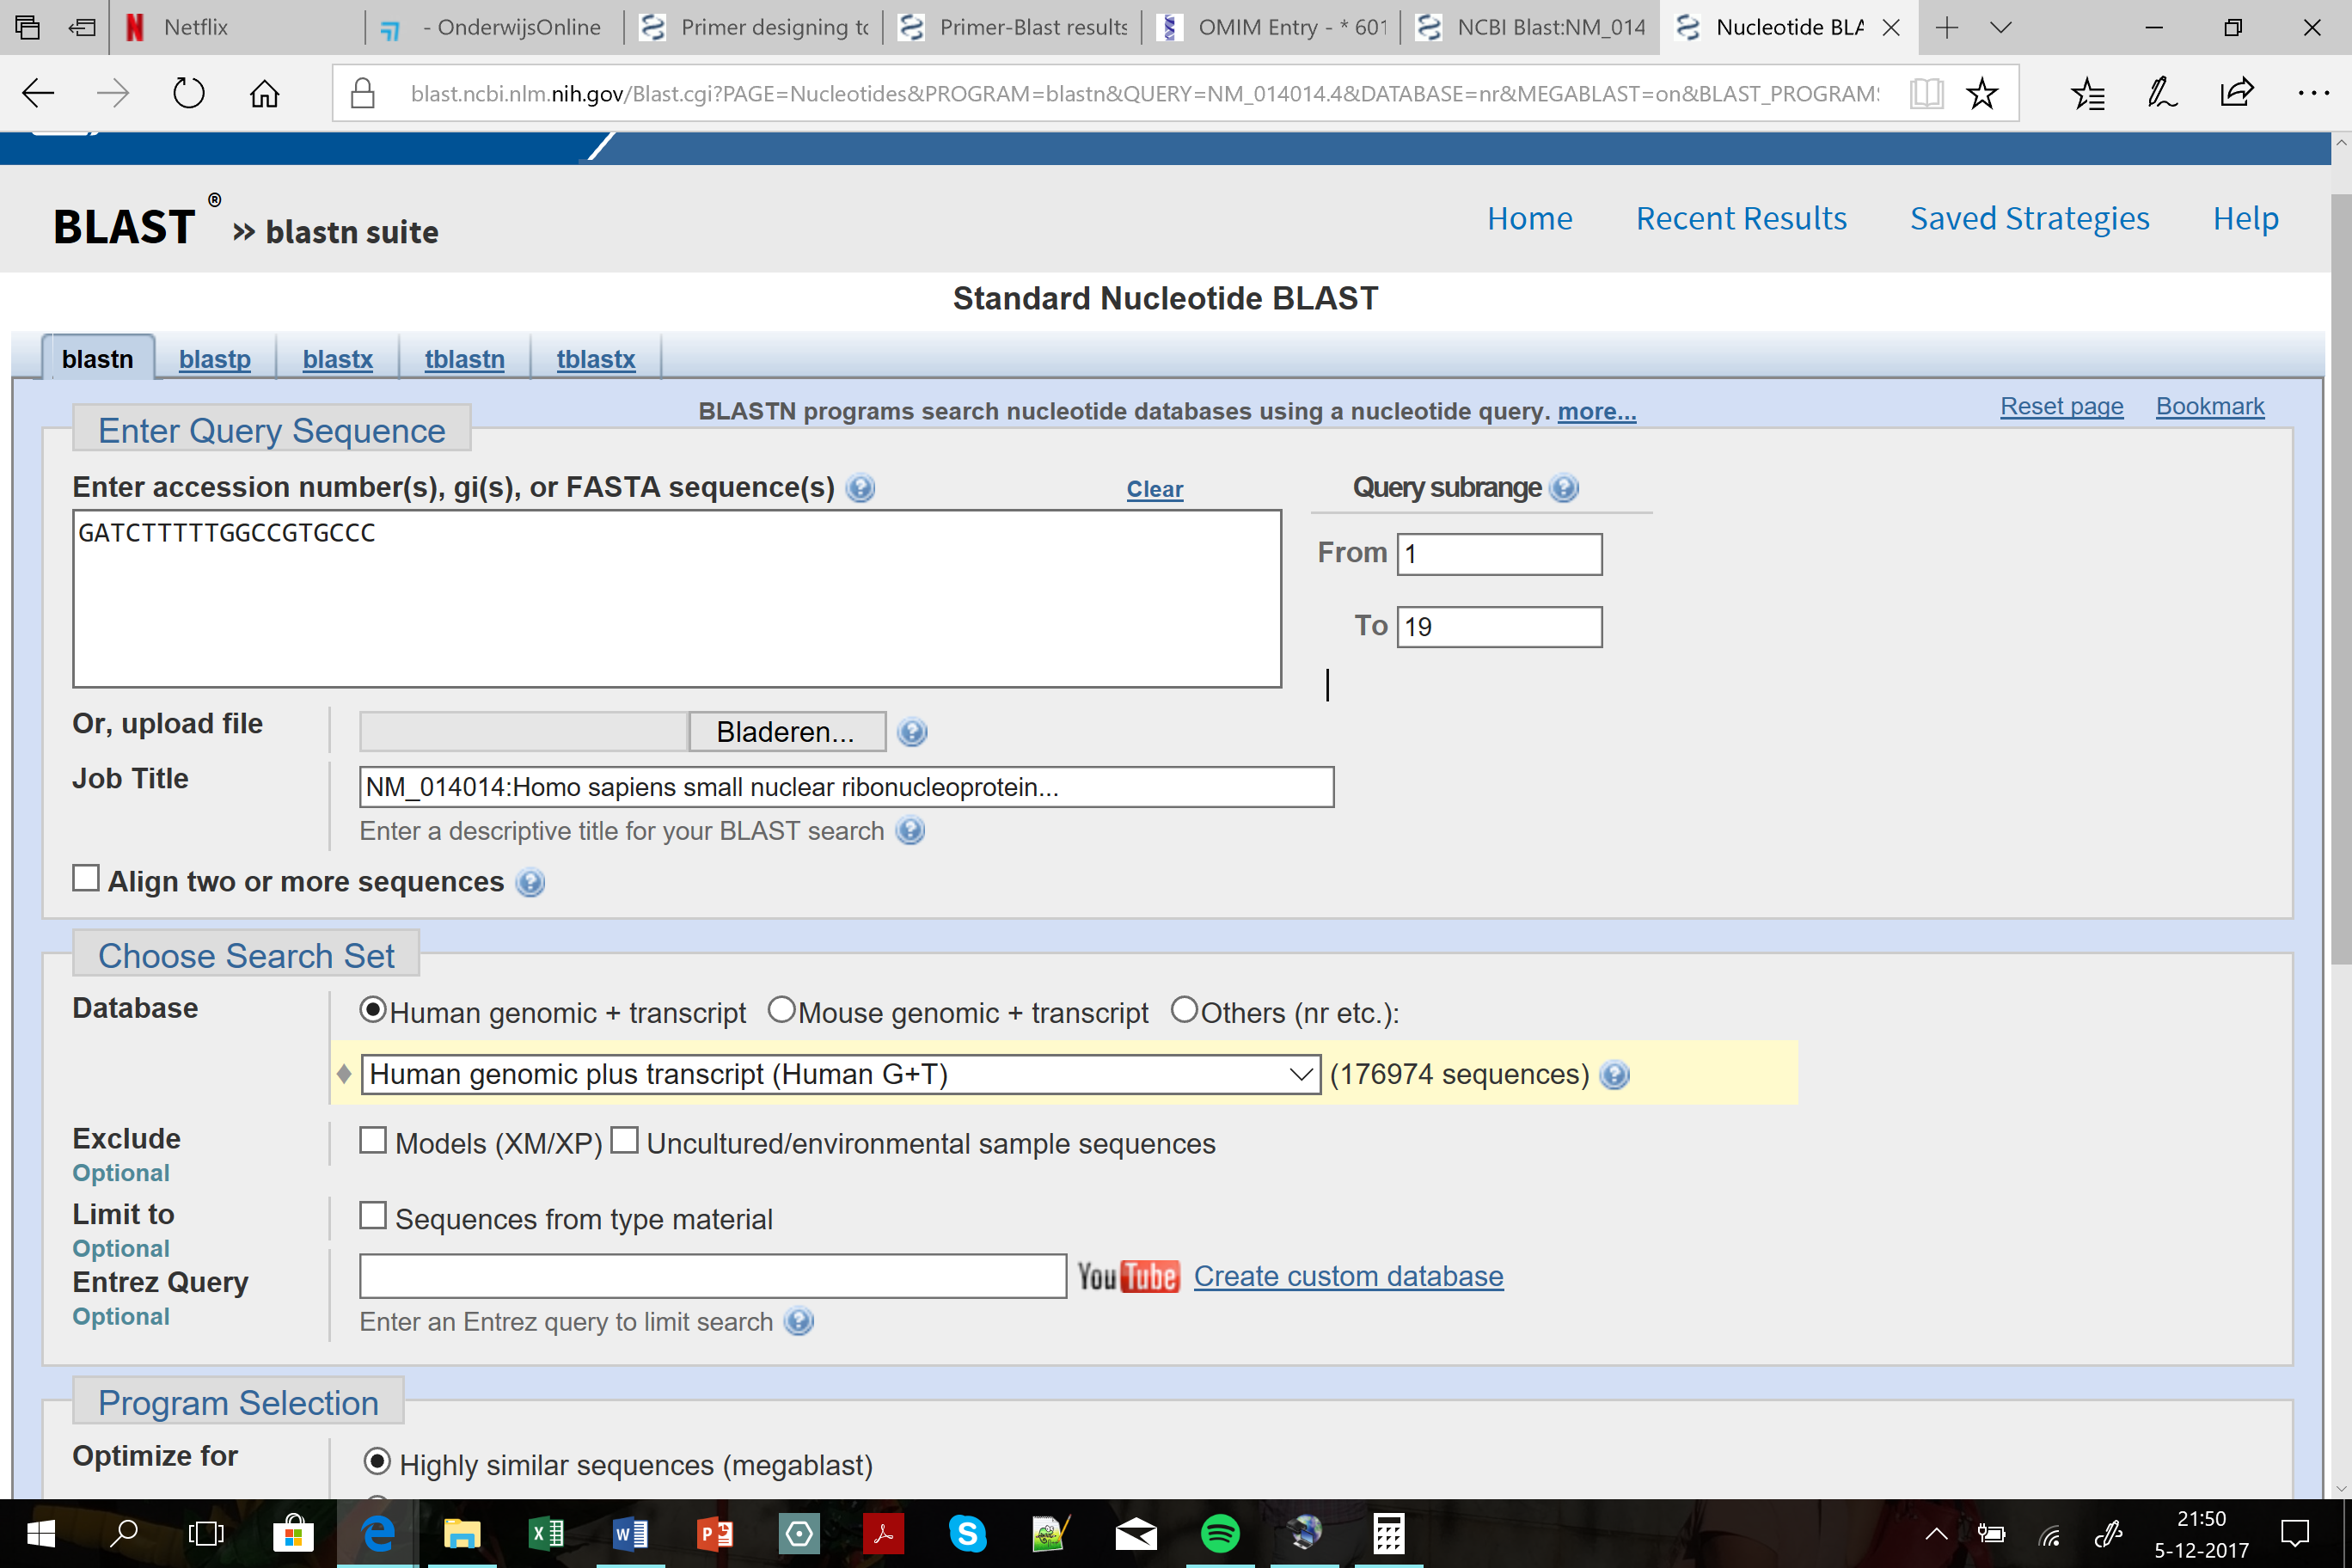 Netflix
- OnderwijsOnline
Primer designing to
Primer-Blast results
OMIM Entry - * 601
NCBI Blast:NM_014
Nucleotide BLA
blast.ncbi.nlm.nih.gov/Blast.cgi?PAGE=Nucleotides&PROGRAM=blastn&QUERY=NM_014014.4&DATABASE=nr&MEGABLAST=on&BLAST_PROGRAMS
BLAST ® » blastn suite
Home Recent Results Saved Strategies Help
Standard Nucleotide BLAST
blastn blastp blastx tblastn tblastx
BLASTN programs search nucleotide databases using a nucleotide query. more...
Reset page Bookmark
Enter Query Sequence
Enter accession number(s), gi(s), or FASTA sequence(s) Clear Query subrange
GATCTTTTTGGCCGTGCCC
From 1
To 19
Or, upload file Bladeren...
Job Title NM_014014:Homo sapiens small nuclear ribonucleoprotein...
Enter a descriptive title for your BLAST search
Align two or more sequences
Choose Search Set
Database Human genomic + transcript Mouse genomic + transcript Others (nr etc.):
Human genomic plus transcript (Human G+T) (176974 sequences)
Exclude Models (XM/XP) Uncultured/environmental sample sequences
Optional
Limit to Sequences from type material
Optional
Entrez Query YouTube Create custom database
Optional Enter an Entrez query to limit search
Program Selection
Optimize for Highly similar sequences (megablast)
21:50
5-12-2017